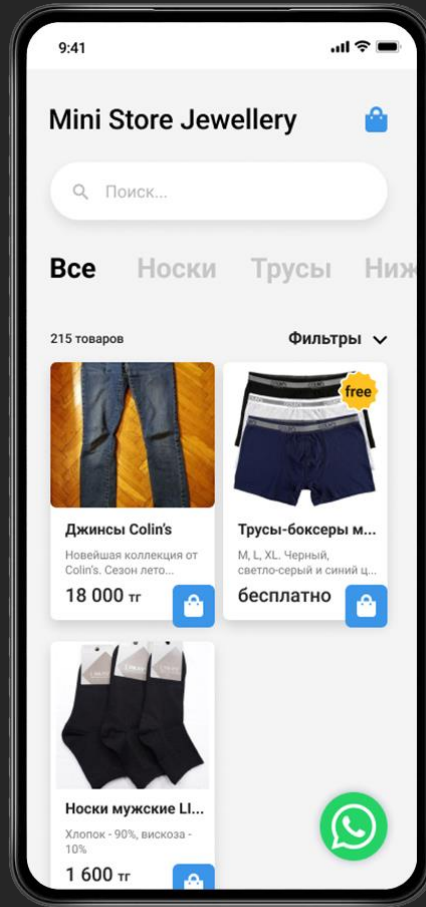 9:41
Mini Store Jewellery
Поиск...
Все Носки Трусы Ниж
215 товаров Фильтры
free
Джинсы Colin's
Новейшая коллекция от
Colin's. Сезон лето...
18 000 тг
Трусы-боксеры м...
M, L, XL. Черный,
светло-серый и синий ц...
бесплатно
Носки мужские LI...
Хлопок - 90%, вискоза -
10%
1 600 тг